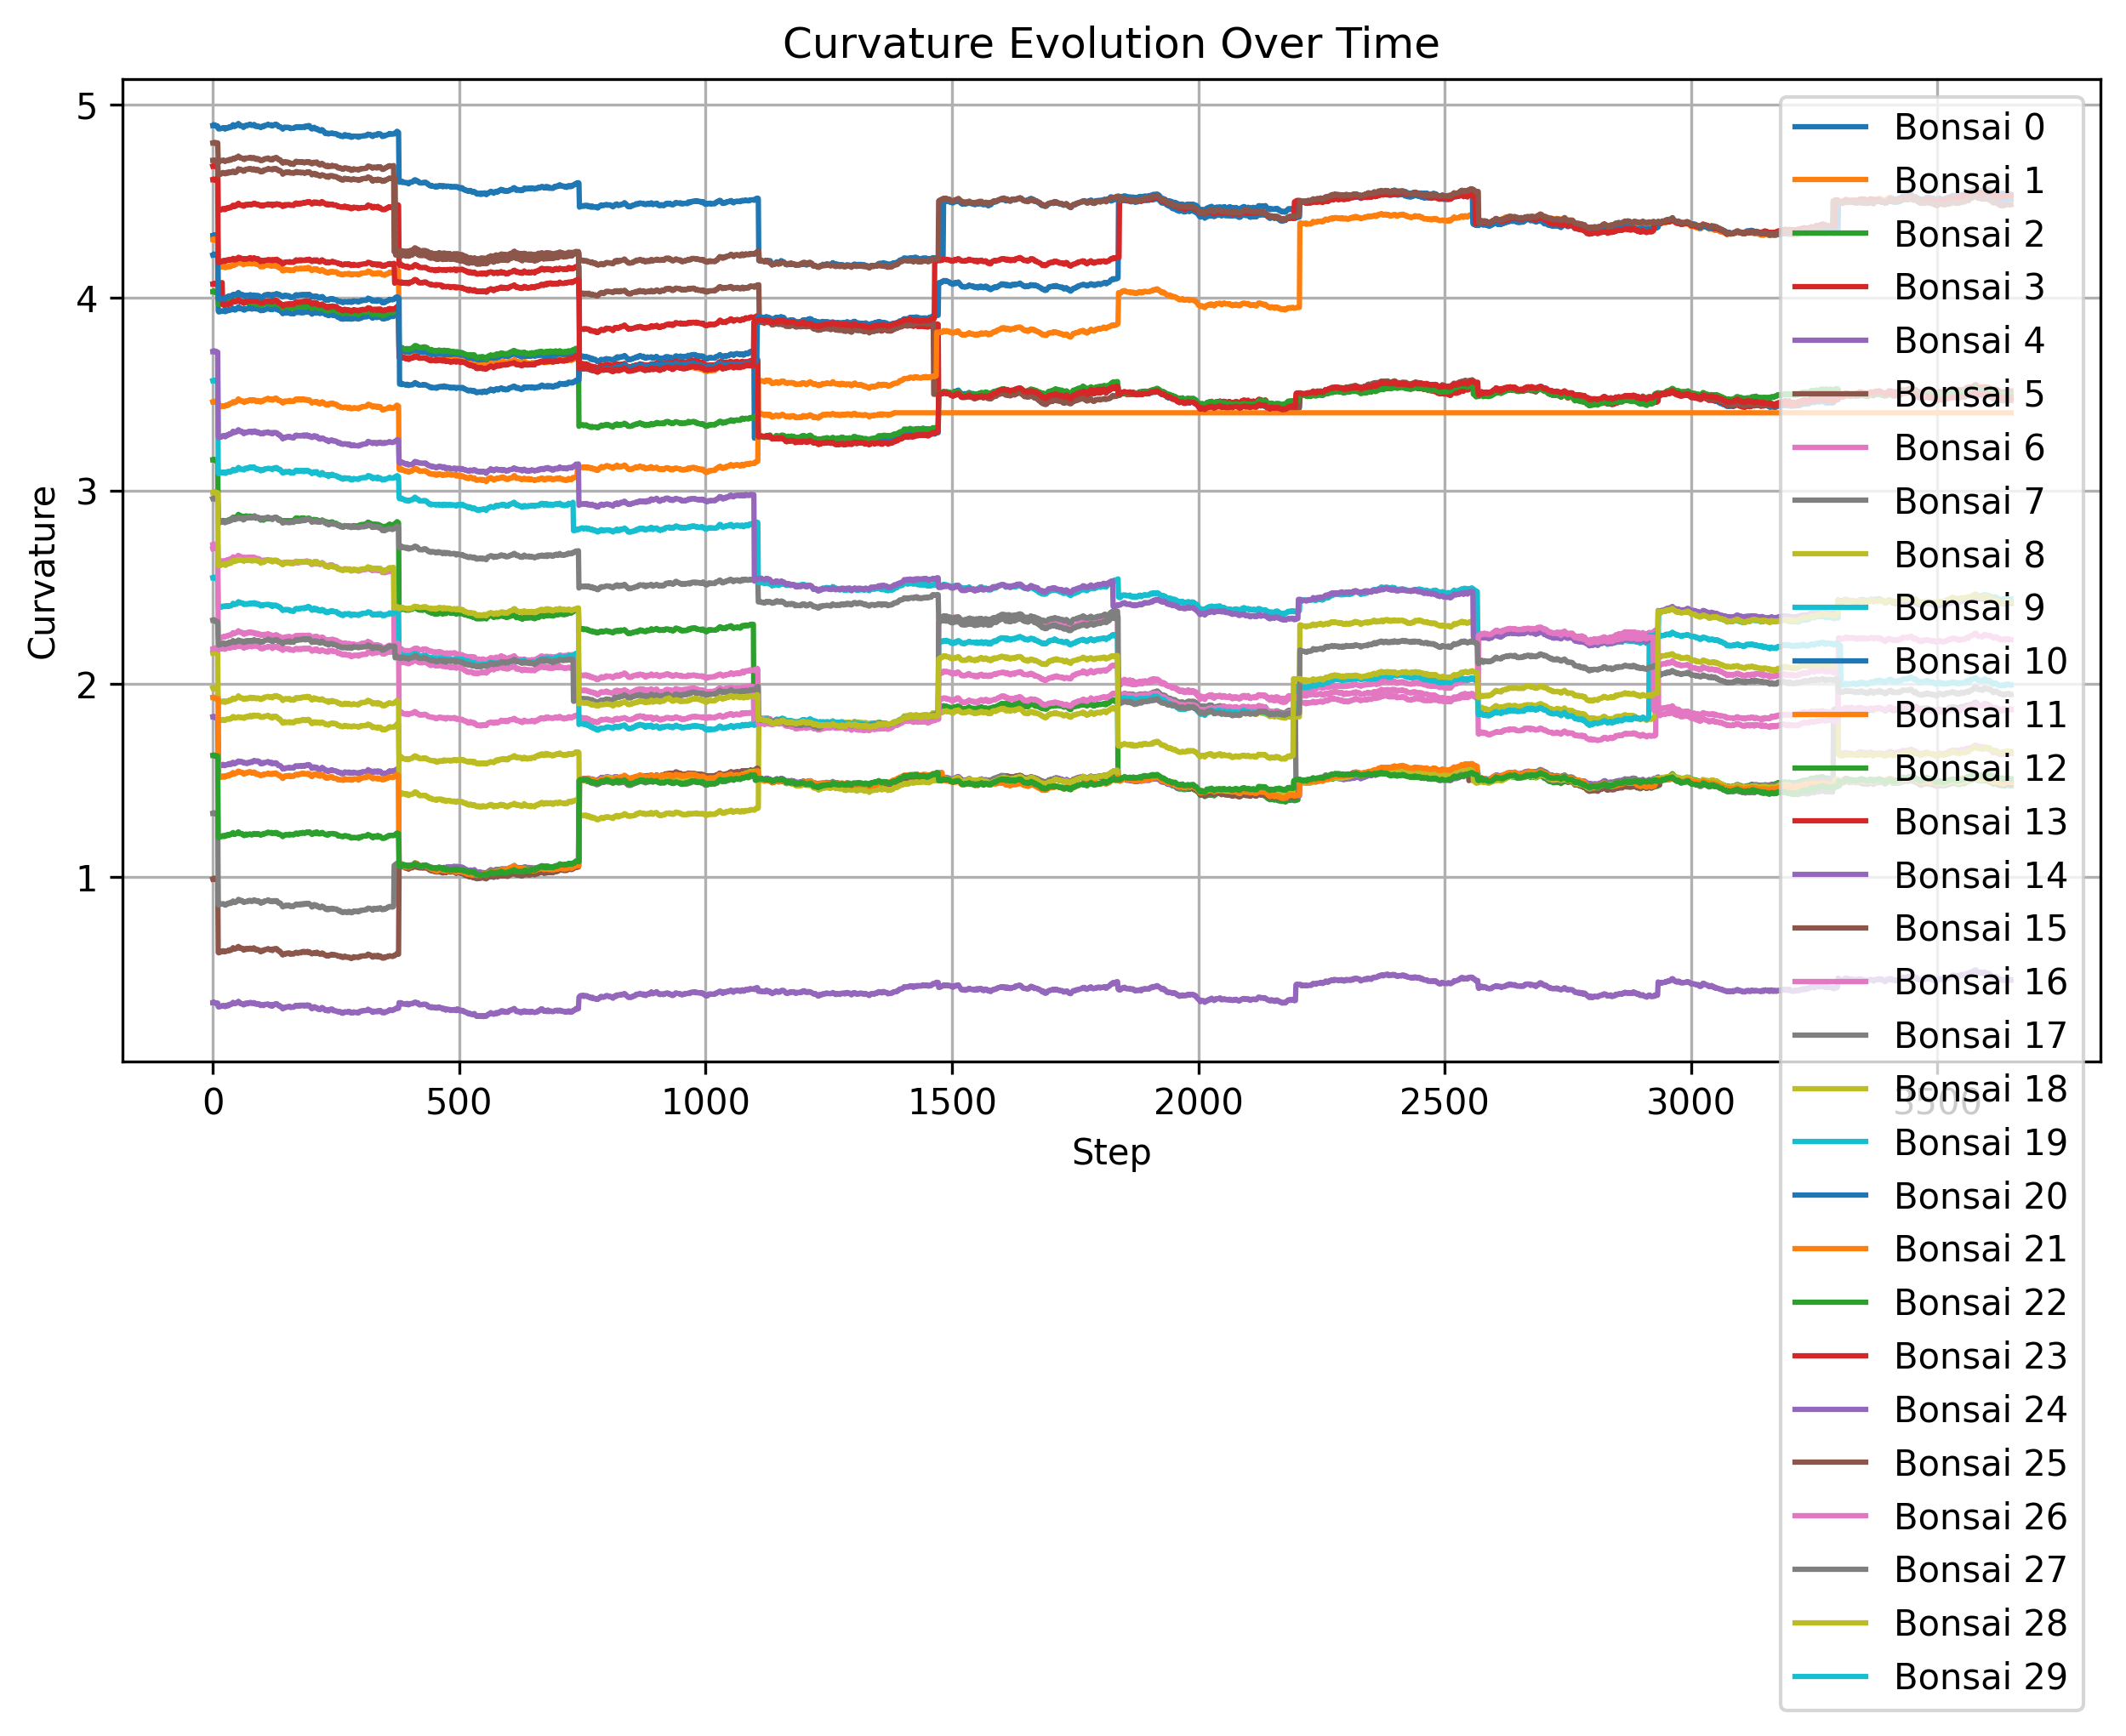 Curvature Evolution Over Time
Curvature
5
4
3
2
1
0
500
1000
1500
2000
2500
3000
3500
Step
Bonsai 0
Bonsai 1
Bonsai 2
Bonsai 3
Bonsai 4
Bonsai 5
Bonsai 6
Bonsai 7
Bonsai 8
Bonsai 9
Bonsai 10
Bonsai 11
Bonsai 12
Bonsai 13
Bonsai 14
Bonsai 15
Bonsai 16
Bonsai 17
Bonsai 18
Bonsai 19
Bonsai 20
Bonsai 21
Bonsai 22
Bonsai 23
Bonsai 24
Bonsai 25
Bonsai 26
Bonsai 27
Bonsai 28
Bonsai 29